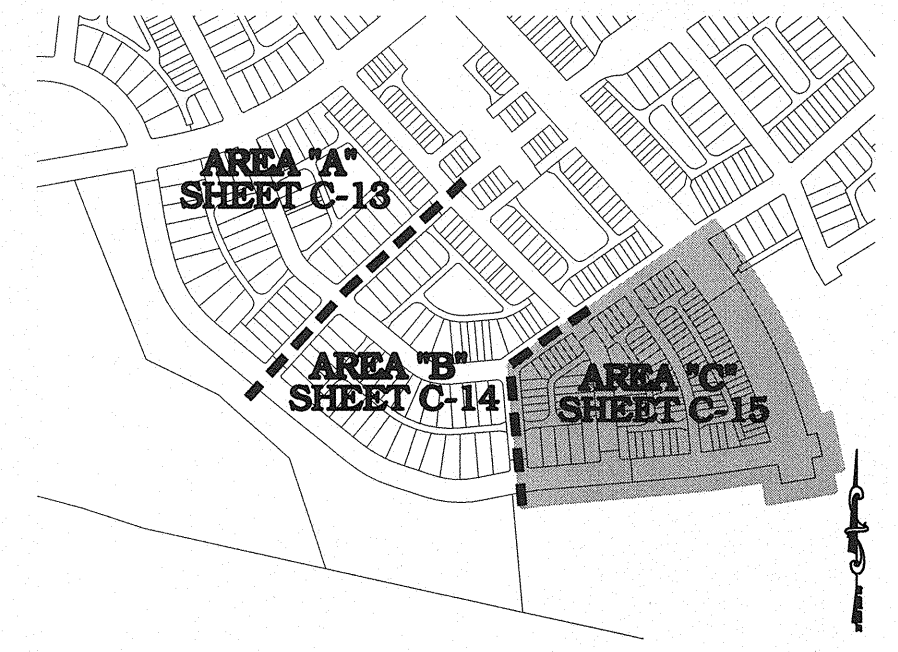 AREA "A"
SHEET C-13
AREA "B"
SHEET C-14
AREA "C"
SHEET C-15